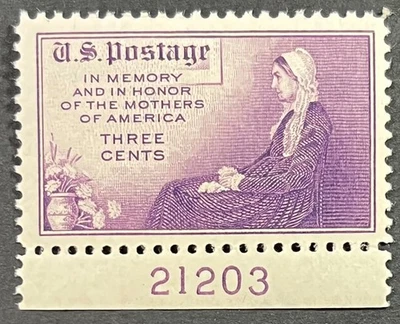 U.S. Postage
IN MEMORY
AND IN HONOR
OF THE MOTHERS
OF AMERICA
THREE
CENTS
21203